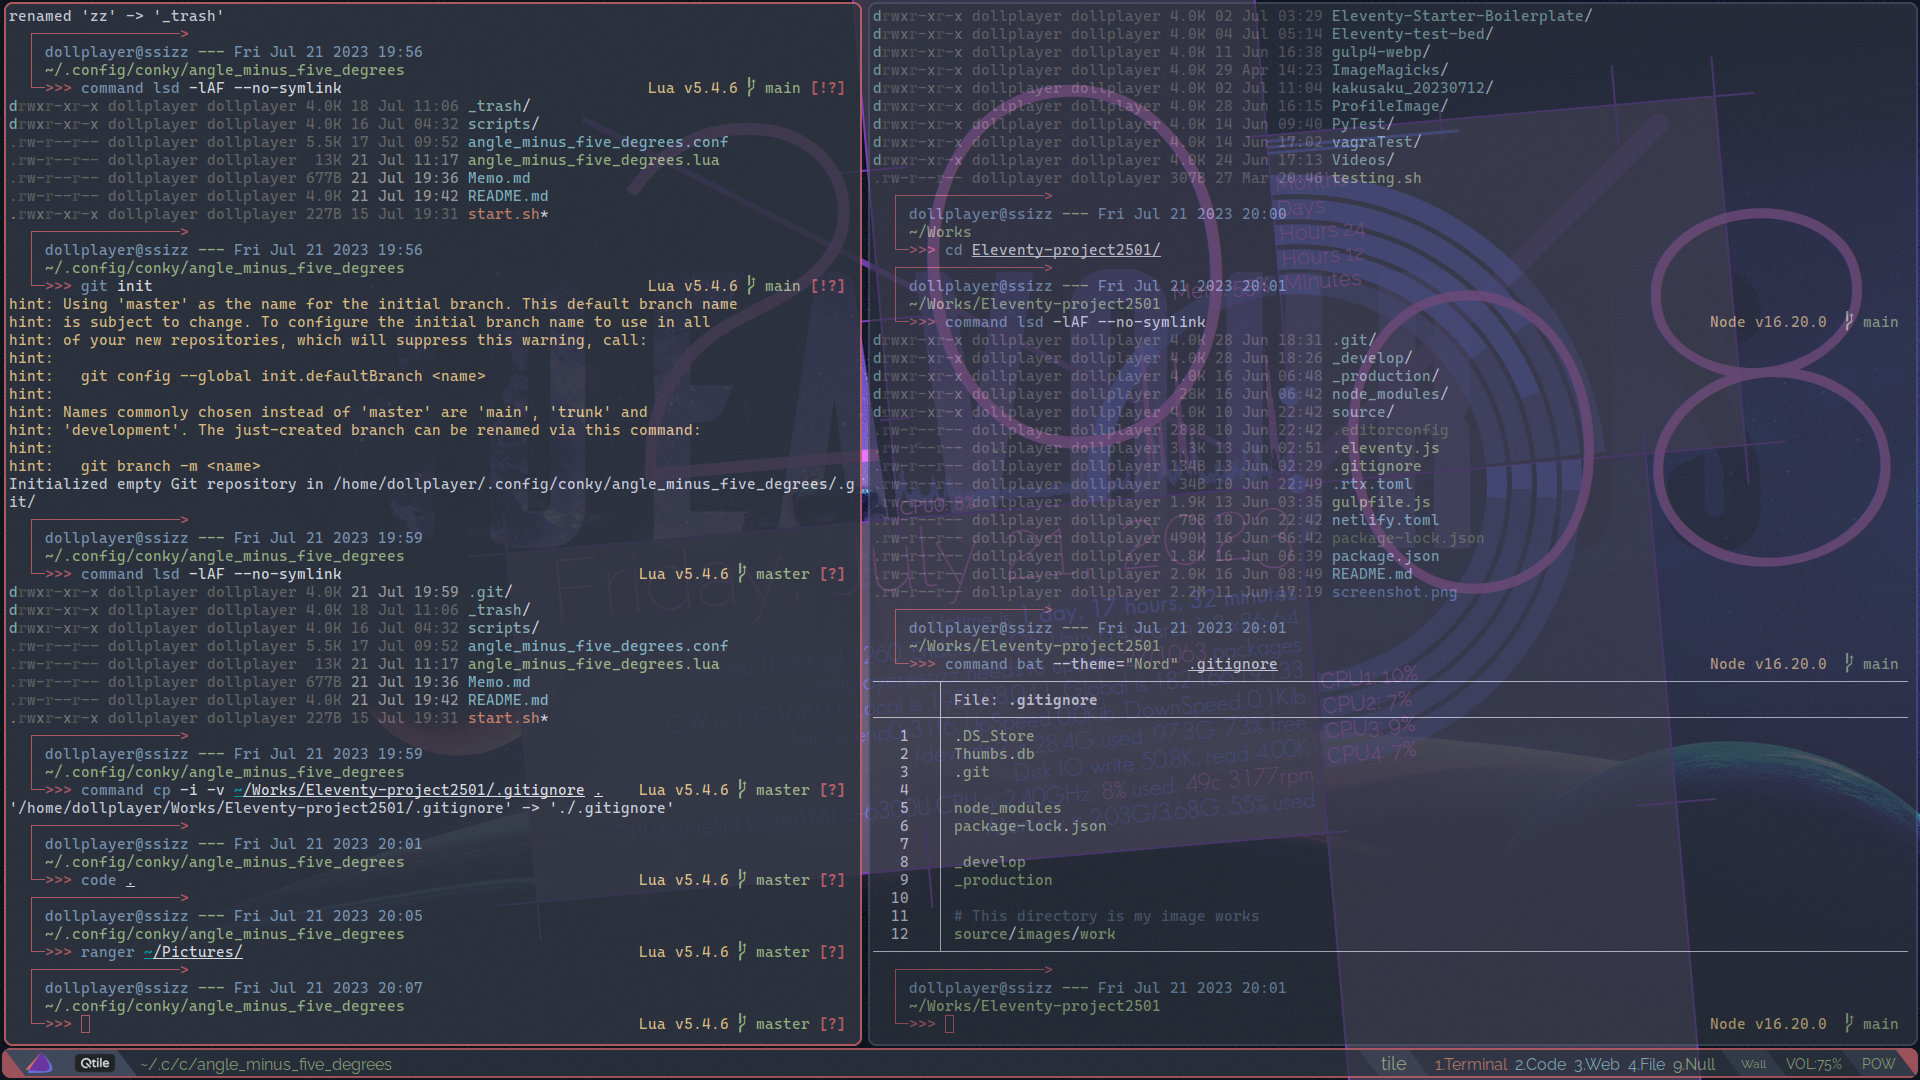 renamed 'zz' -> '_trash'
dollplayer@ssizz --- Fri Jul 21 2023 19:56
~/.config/conky/angle_minus_five_degrees
>>> command lsd -lAF --no-symlink Lua v5.4.6 main [!?]
drwxr-xr-x dollplayer dollplayer 4.0K 18 Jul 11:06 _trash/
drwxr-xr-x dollplayer dollplayer 4.0K 16 Jul 04:32 scripts/
.rw-r--r-- dollplayer dollplayer 5.5K 17 Jul 09:52 angle_minus_five_degrees.conf
.rw-r--r-- dollplayer dollplayer 13K 21 Jul 11:17 angle_minus_five_degrees.lua
.rw-r--r-- dollplayer dollplayer 677B 21 Jul 19:36 Memo.md
.rw-r--r-- dollplayer dollplayer 4.0K 21 Jul 19:42 README.md
.rwxr-xr-x dollplayer dollplayer 227B 15 Jul 19:31 start.sh*
dollplayer@ssizz --- Fri Jul 21 2023 19:56
~/.config/conky/angle_minus_five_degrees
>>> git init Lua v5.4.6 main [!?]
hint: Using 'master' as the name for the initial branch. This default branch name
hint: is subject to change. To configure the initial branch name to use in all
hint: of your new repositories, which will suppress this warning, call:
hint:
hint:   git config --global init.defaultBranch <name>
hint:
hint: Names commonly chosen instead of 'master' are 'main', 'trunk' and
hint: 'development'. The just-created branch can be renamed via this command:
hint:
hint:   git branch -m <name>
Initialized empty Git repository in /home/dollplayer/.config/conky/angle_minus_five_degrees/.g
it/
dollplayer@ssizz --- Fri Jul 21 2023 19:59
~/.config/conky/angle_minus_five_degrees
>>> command lsd -lAF --no-symlink Lua v5.4.6 master [?]
drwxr-xr-x dollplayer dollplayer 4.0K 21 Jul 19:59 .git/
drwxr-xr-x dollplayer dollplayer 4.0K 18 Jul 11:06 _trash/
drwxr-xr-x dollplayer dollplayer 4.0K 16 Jul 04:32 scripts/
.rw-r--r-- dollplayer dollplayer 5.5K 17 Jul 09:52 angle_minus_five_degrees.conf
.rw-r--r-- dollplayer dollplayer 13K 21 Jul 11:17 angle_minus_five_degrees.lua
.rw-r--r-- dollplayer dollplayer 677B 21 Jul 19:36 Memo.md
.rw-r--r-- dollplayer dollplayer 4.0K 21 Jul 19:42 README.md
.rwxr-xr-x dollplayer dollplayer 227B 15 Jul 19:31 start.sh*
dollplayer@ssizz --- Fri Jul 21 2023 19:59
~/.config/conky/angle_minus_five_degrees
>>> command cp -i -v ~/Works/Eleventy-project2501/.gitignore . Lua v5.4.6 master [?]
'/home/dollplayer/Works/Eleventy-project2501/.gitignore' -> './.gitignore'
dollplayer@ssizz --- Fri Jul 21 2023 20:01
~/.config/conky/angle_minus_five_degrees
>>> code . Lua v5.4.6 master [?]
dollplayer@ssizz --- Fri Jul 21 2023 20:05
~/.config/conky/angle_minus_five_degrees
>>> ranger ~/Pictures/ Lua v5.4.6 master [?]
dollplayer@ssizz --- Fri Jul 21 2023 20:07
~/.config/conky/angle_minus_five_degrees
>>> Lua v5.4.6 master [?]
drwxr-xr-x dollplayer dollplayer 4.0K 02 Jul 03:29 Eleventy-Starter-Boilerplate/
drwxr-xr-x dollplayer dollplayer 4.0K 04 Jul 05:14 Eleventy-test-bed/
drwxr-xr-x dollplayer dollplayer 4.0K 11 Jun 16:38 gulp4-webp/
drwxr-xr-x dollplayer dollplayer 4.0K 29 Apr 14:23 ImageMagicks/
drwxr-xr-x dollplayer dollplayer 4.0K 02 Jul 11:04 kakusaku_20230712/
drwxr-xr-x dollplayer dollplayer 4.0K 28 Jun 16:15 ProfileImage/
drwxr-xr-x dollplayer dollplayer 4.0K 14 Jun 09:40 PyTest/
drwxr-xr-x dollplayer dollplayer 4.0K 14 Jun 17:02 vagraTest/
drwxr-xr-x dollplayer dollplayer 4.0K 24 Jun 17:13 Videos/
.rw-r--r-- dollplayer dollplayer 307B 27 Mar 20:46 testing.sh
dollplayer@ssizz --- Fri Jul 21 2023 20:00
~/Works
>>> cd Eleventy-project2501/
dollplayer@ssizz --- Fri Jul 21 2023 20:01
~/Works/Eleventy-project2501
>>> command lsd -lAF --no-symlink Node v16.20.0 main
drwxr-xr-x dollplayer dollplayer 4.0K 28 Jun 18:31 .git/
drwxr-xr-x dollplayer dollplayer 4.0K 28 Jun 18:26 _develop/
drwxr-xr-x dollplayer dollplayer 4.0K 16 Jun 06:48 _production/
drwxr-xr-x dollplayer dollplayer 28K 16 Jun 06:42 node_modules/
drwxr-xr-x dollplayer dollplayer 4.0K 10 Jun 22:42 source/
.rw-r--r-- dollplayer dollplayer 283B 10 Jun 22:42 .editorconfig
.rw-r--r-- dollplayer dollplayer 3.3K 13 Jun 02:51 .eleventy.js
.rw-r--r-- dollplayer dollplayer 134B 13 Jun 02:29 .gitignore
.rw-r--r-- dollplayer dollplayer 34B 10 Jun 22:49 .rtx.toml
.rw-r--r-- dollplayer dollplayer 1.9K 13 Jun 03:35 gulpfile.js
.rw-r--r-- dollplayer dollplayer 70B 10 Jun 22:42 netlify.toml
.rw-r--r-- dollplayer dollplayer 490K 16 Jun 06:42 package-lock.json
.rw-r--r-- dollplayer dollplayer 1.8K 16 Jun 06:39 package.json
.rw-r--r-- dollplayer dollplayer 2.0K 16 Jun 08:49 README.md
.rw-r--r-- dollplayer dollplayer 2.2M 11 Jun 17:19 screenshot.png
dollplayer@ssizz --- Fri Jul 21 2023 20:01
~/Works/Eleventy-project2501
>>> command bat --theme="Nord" .gitignore Node v16.20.0 main
File: .gitignore
1 .DS_Store
2 Thumbs.db
3 .git
4
5 node_modules
6 package-lock.json
7
8 _develop
9 _production
10
11 # This directory is my image works
12 source/images/work
dollplayer@ssizz --- Fri Jul 21 2023 20:01
~/Works/Eleventy-project2501
>>> Node v16.20.0 main
Months
Days
Hours 24
Hours 12
Minutes
CPU1: 10%
CPU2: 7%
CPU3: 9%
CPU4: 7%
Qtile ~/.c/c/angle_minus_five_degrees tile 1.Terminal 2.Code 3.Web 4.File 9.Null Wall VOL:75% POW